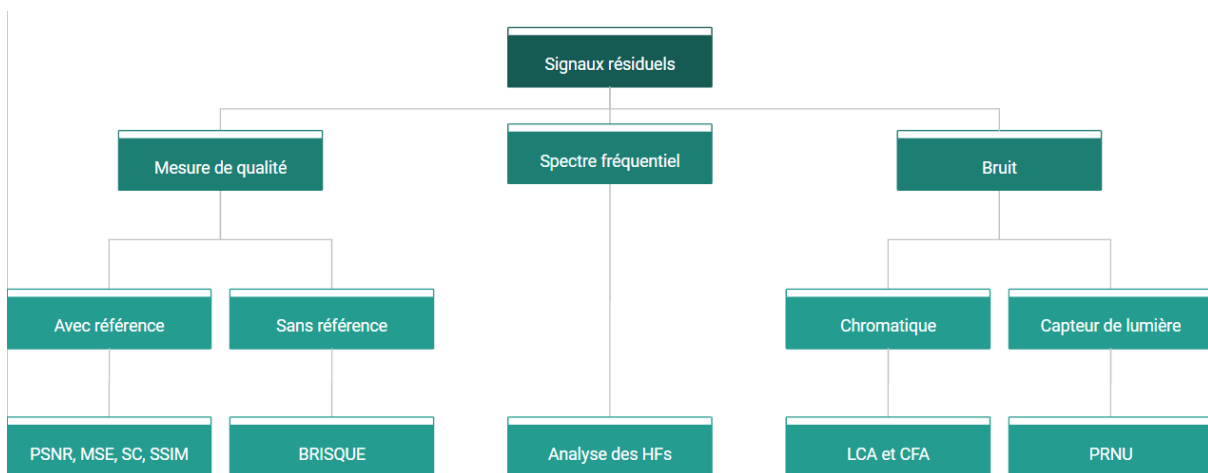 Signaux résiduels
Mesure de qualité
Spectre fréquentiel
Bruit
Avec référence
Sans référence
Chromatique
Capteur de lumière
PSNR, MSE, SC, SSIM
BRISQUE
Analyse des HFs
LCA et CFA
PRNU